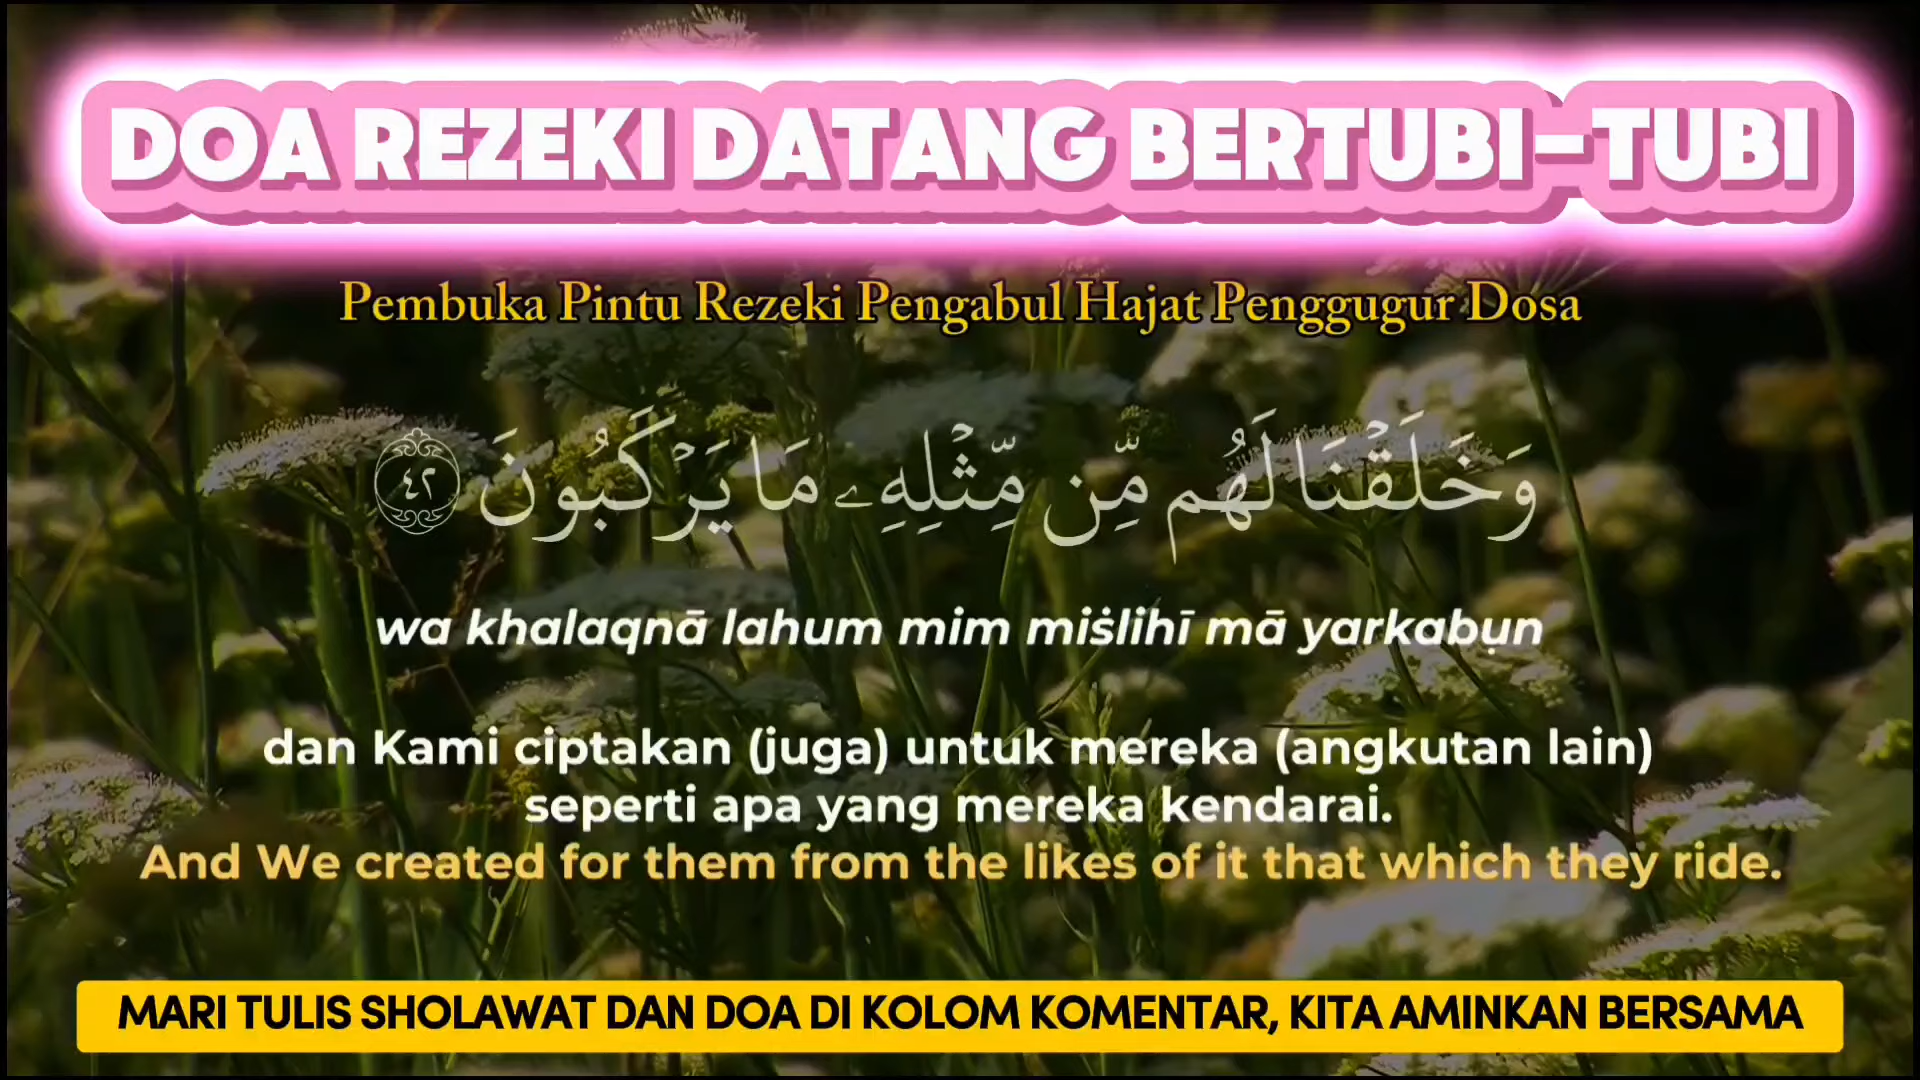 DOA REZEKI DATANG BERTUBI-TUBI
Pembuka Pintu Rezeki Pengabul Hajat Penggugur Dosa
وَخَلَقْنَا لَهُم مِّن مِّثْلِهِۦ مَا يَرْكَبُونَ ٤٢
wa khalaqnā lahum mim miṡlihī mā yarkabụn
dan Kami ciptakan (juga) untuk mereka (angkutan lain)
seperti apa yang mereka kendarai.
And We created for them from the likes of it that which they ride.
MARI TULIS SHOLAWAT DAN DOA DI KOLOM KOMENTAR, KITA AMINKAN BERSAMA